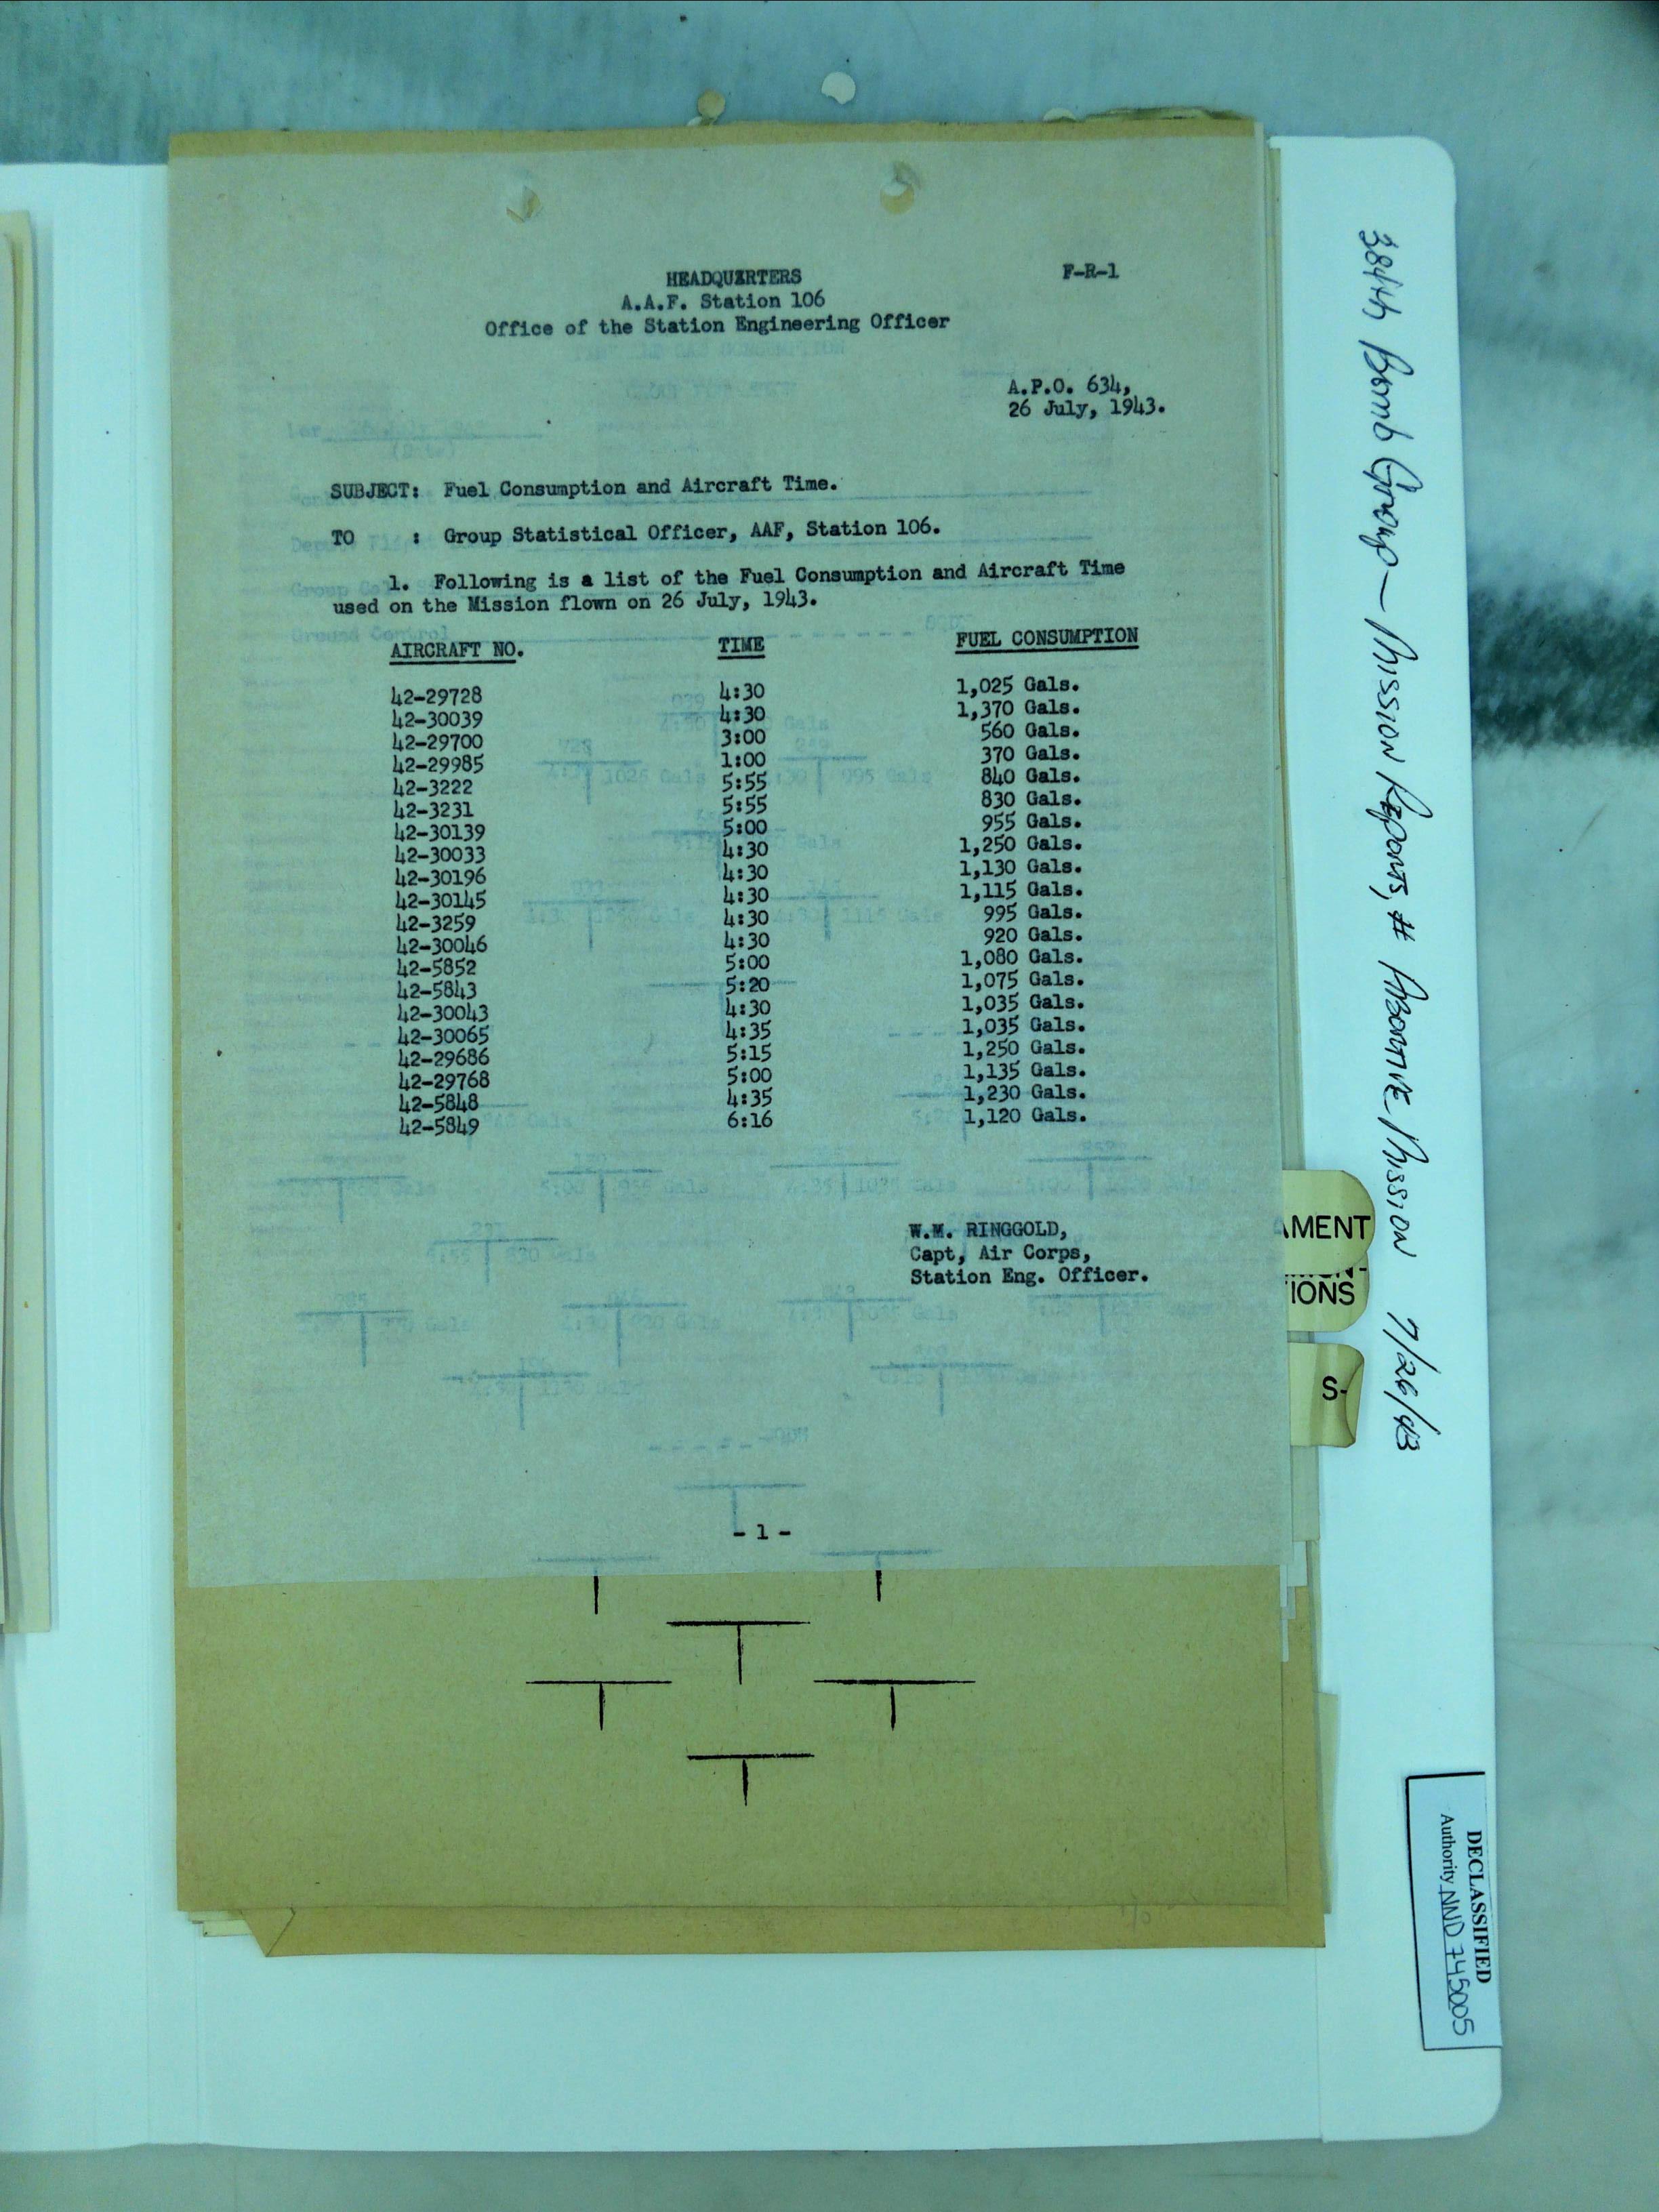 HEADQUARTERS F-R-1
A.A.F. Station 106
Office of the Station Engineering Officer
A.P.O. 634,
26 July, 1943.
SUBJECT: Fuel Consumption and Aircraft Time.
TO : Group Statistical Officer, AAF, Station 106.
1. Following is a list of the Fuel Consumption and Aircraft Time
used on the Mission flown on 26 July, 1943.
AIRCRAFT NO. TIME FUEL CONSUMPTION
42-29728 4:30 1,025 Gals.
42-30039 4:30 1,370 Gals.
42-29700 3:00 560 Gals.
42-29985 1:00 370 Gals.
42-3222 5:55 840 Gals.
42-3231 5:55 830 Gals.
42-30139 5:00 955 Gals.
42-30033 4:30 1,250 Gals.
42-30196 4:30 1,130 Gals.
42-30145 4:30 1,115 Gals.
42-3259 4:30 995 Gals.
42-30046 4:30 920 Gals.
42-5852 5:00 1,080 Gals.
42-5843 5:20 1,075 Gals.
42-30043 4:30 1,035 Gals.
42-30065 4:35 1,035 Gals.
42-29686 5:15 1,250 Gals.
42-29768 5:00 1,135 Gals.
42-5848 4:35 1,230 Gals.
42-5849 6:16 1,120 Gals.
W.M. RINGGOLD,
Capt, Air Corps,
Station Eng. Officer.
- 1 -
384th Bomb Group — Mission Reports, # Abortive Mission 7/26/43
AMENT
IONS
S-
DECLASSIFIED
Authority NND 745005